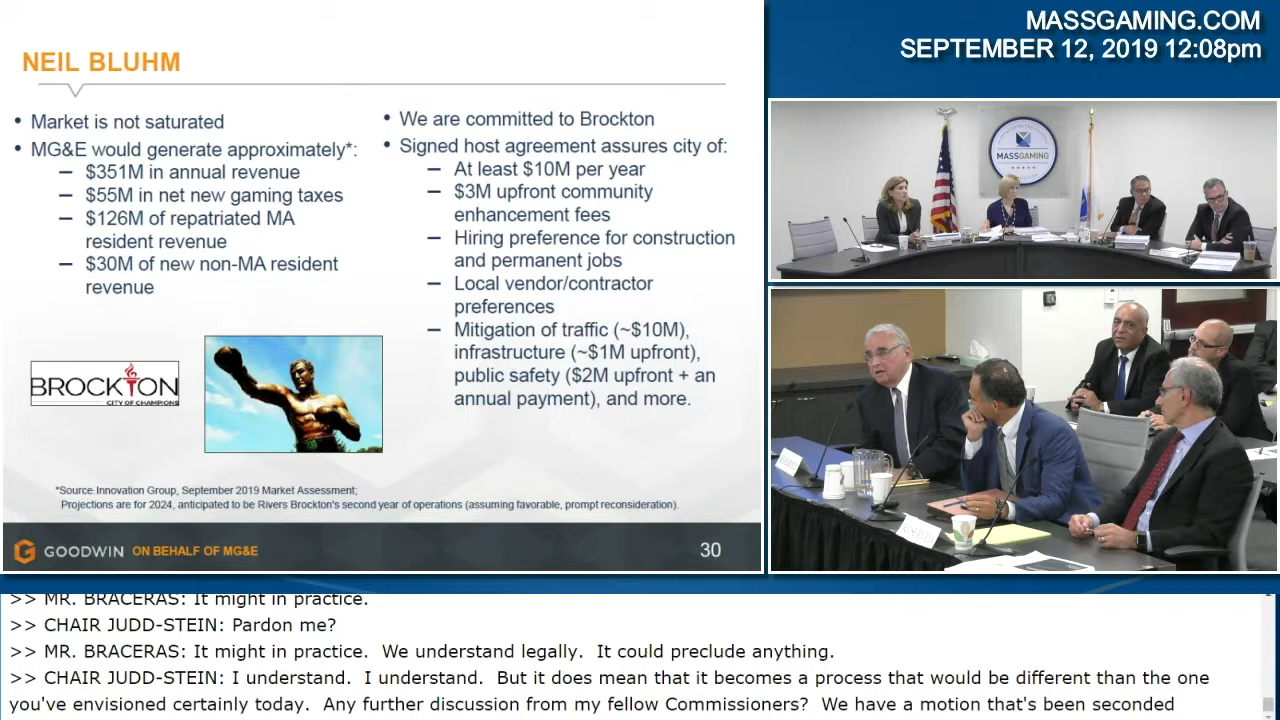 NEIL BLUHM
• Market is not saturated
• MG&E would generate approximately*:
– $351M in annual revenue
– $55M in net new gaming taxes
– $126M of repatriated MA
resident revenue
– $30M of new non-MA resident
revenue
• We are committed to Brockton
• Signed host agreement assures city of:
– At least $10M per year
– $3M upfront community
enhancement fees
– Hiring preference for construction
and permanent jobs
– Local vendor/contractor
preferences
– Mitigation of traffic (~$10M),
infrastructure (~$1M upfront),
public safety ($2M upfront + an
annual payment), and more.
BROCKTON
CITY OF CHAMPIONS
*Source: Innovation Group, September 2019 Market Assessment;
Projections are for 2024, anticipated to be Rivers Brockton's second year of operations (assuming favorable, prompt reconsideration).
GOODWIN ON BEHALF OF MG&E
30
MASSGAMING.COM
SEPTEMBER 12, 2019 12:08pm
MASSGAMING
>> MR. BRACERAS: It might in practice.
>> CHAIR JUDD-STEIN: Pardon me?
>> MR. BRACERAS: It might in practice. We understand legally. It could preclude anything.
>> CHAIR JUDD-STEIN: I understand. I understand. But it does mean that it becomes a process that would be different than the one
you've envisioned certainly today. Any further discussion from my fellow Commissioners? We have a motion that's been seconded